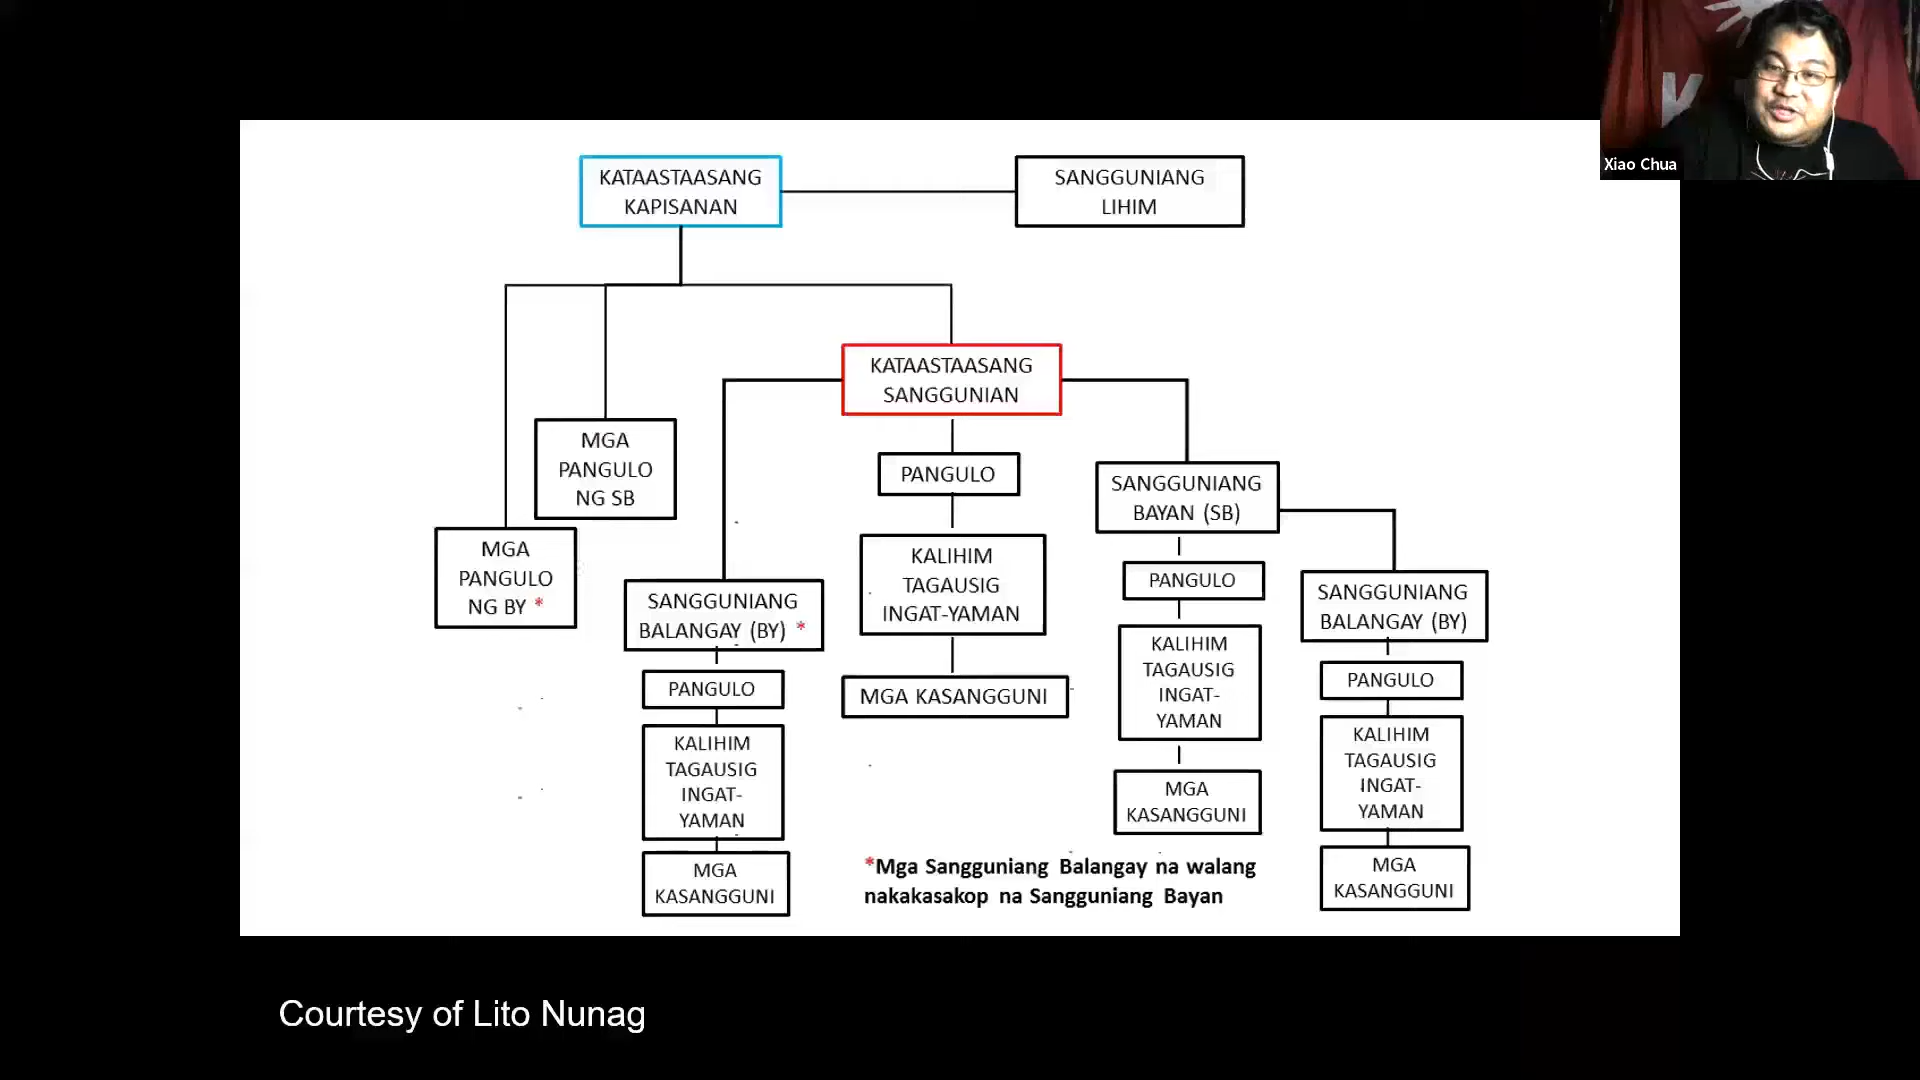 Xiao Chua
KATAASTAASANG
KAPISANAN
SANGGUNIANG
LIHIM
KATAASTAASANG
SANGGUNIAN
MGA
PANGULO
NG SB
MGA
PANGULO
NG BY *
PANGULO
KALIHIM
TAGAUSIG
INGAT-YAMAN
MGA KASANGGUNI
SANGGUNIANG
BALANGAY (BY) *
PANGULO
KALIHIM
TAGAUSIG
INGAT-
YAMAN
MGA
KASANGGUNI
SANGGUNIANG
BAYAN (SB)
PANGULO
KALIHIM
TAGAUSIG
INGAT-
YAMAN
MGA
KASANGGUNI
SANGGUNIANG
BALANGAY (BY)
PANGULO
KALIHIM
TAGAUSIG
INGAT-
YAMAN
MGA
KASANGGUNI
*Mga Sangguniang Balangay na walang
nakakasakop na Sangguniang Bayan
Courtesy of Lito Nunag